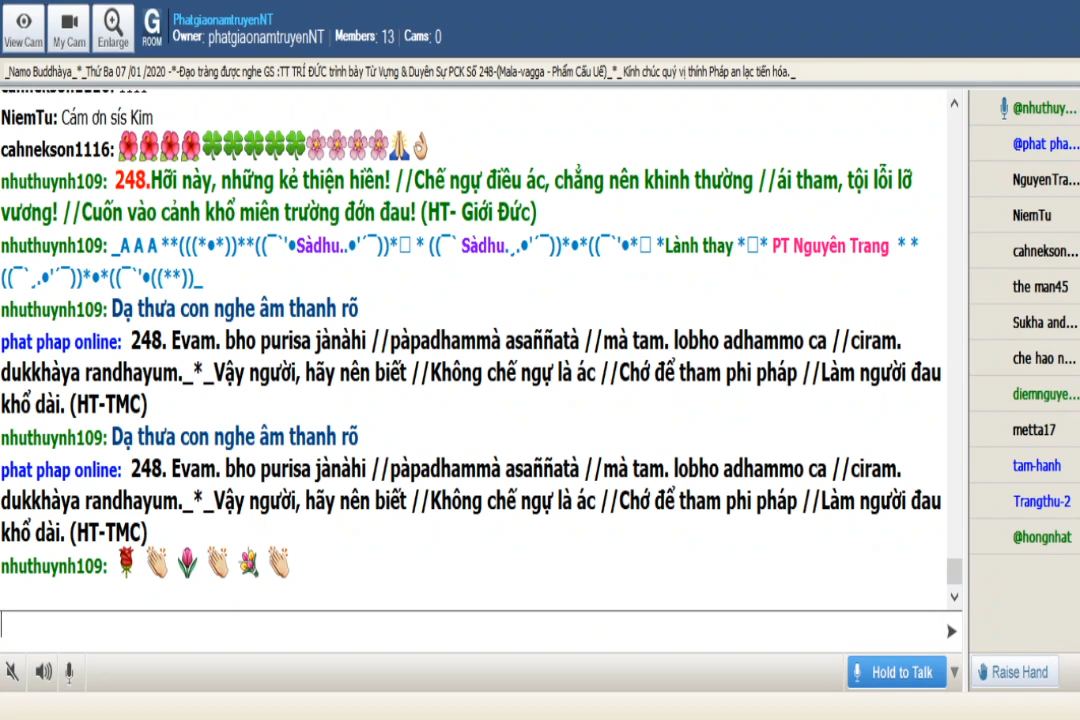 PhatgiaonamtruyenNT
Owner: phatgiaonamtruyenNT | Members: 13 | Cams: 0
View Cam My Cam Enlarge G ROOM
_Namo Buddhàya_*_Thứ Ba 07 /01 /2020 -*-Đạo tràng được nghe GS :TT TRÍ ĐỨC trình bày Từ Vựng & Duyên Sự PCK Số 248-(Mala-vagga - Phẩm Cấu Uế)_*_ Kính chúc quý vị thính Pháp an lạc tiến hóa._
NiemTu: Cám ơn sís Kim
cahnekson1116:
nhuthuynh109: 248.Hỡi này, những kẻ thiện hiền! //Chế ngự điều ác, chẳng nên khinh thường //ái tham, tội lỗi lỡ
vương! //Cuốn vào cảnh khổ miên trường đớn đau! (HT- Giới Đức)
nhuthuynh109: _A A A **(((*•*))**((¯`'•Sàdhu..•'´¯))*•*□ * ((¯` Sàdhu.¸.•'´¯))*•*((¯`'•*□ *Lành thay *□* PT Nguyên Trang * *
((¯`¸.•'´¯))*•*((¯`'•((**))_
nhuthuynh109: Dạ thưa con nghe âm thanh rõ
phat phap online: 248. Evam. bho purisa jànàhi //pàpadhammà asaññatà //mà tam. lobho adhammo ca //ciram.
dukkhàya randhayum._*_Vậy người, hãy nên biết //Không chế ngự là ác //Chớ để tham phi pháp //Làm người đau
khổ dài. (HT-TMC)
nhuthuynh109: Dạ thưa con nghe âm thanh rõ
phat phap online: 248. Evam. bho purisa jànàhi //pàpadhammà asaññatà //mà tam. lobho adhammo ca //ciram.
dukkhàya randhayum._*_Vậy người, hãy nên biết //Không chế ngự là ác //Chớ để tham phi pháp //Làm người đau
khổ dài. (HT-TMC)
nhuthuynh109:
@nhuthuy...
@phat pha...
NguyenTra...
NiemTu
cahnekson...
the man45
Sukha and...
che hao n...
diemnguye...
metta17
tam-hanh
Trangthu-2
@hongnhat
Hold to Talk
Raise Hand